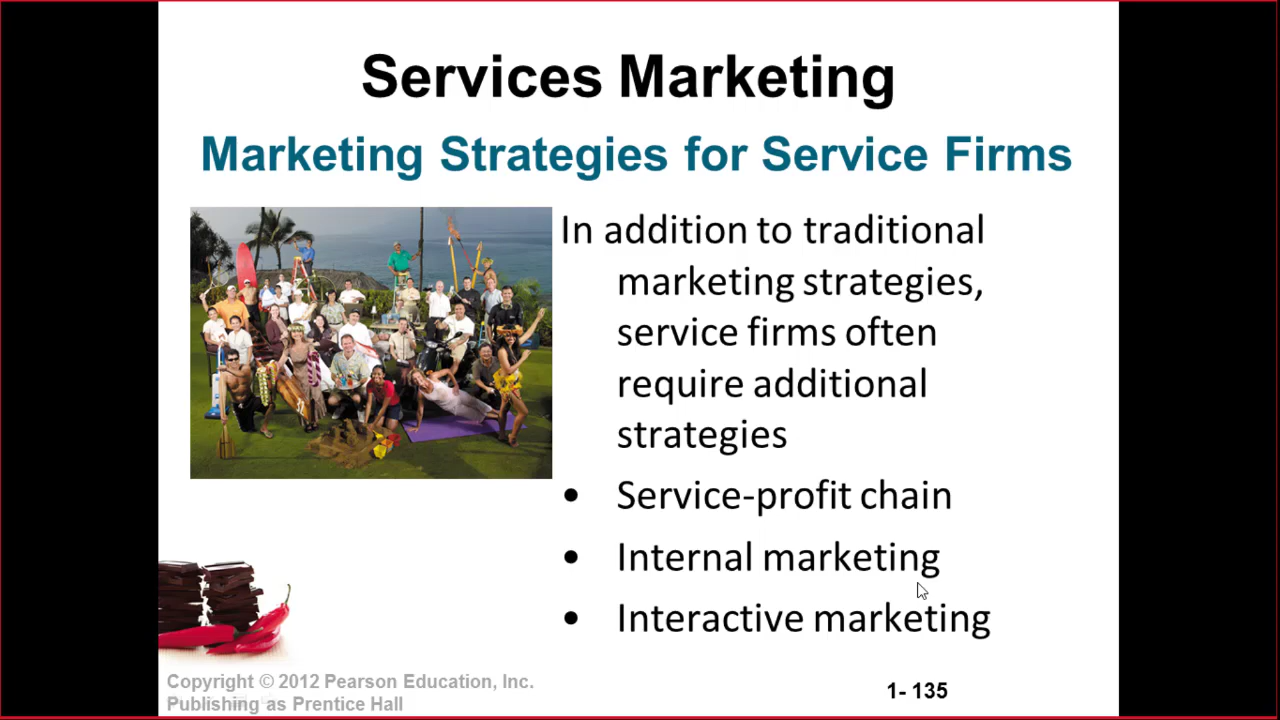 Services Marketing
Marketing Strategies for Service Firms
In addition to traditional
marketing strategies,
service firms often
require additional
strategies
• Service-profit chain
• Internal marketing
• Interactive marketing
Copyright © 2012 Pearson Education, Inc.
Publishing as Prentice Hall
1- 135